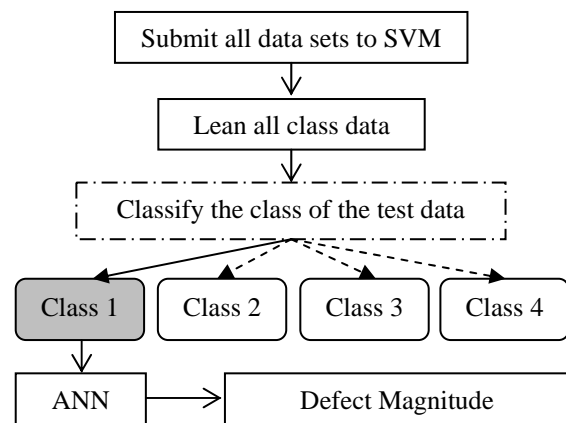 Submit all data sets to SVM
Lean all class data
Classify the class of the test data
Class 1
Class 2
Class 3
Class 4
ANN
Defect Magnitude